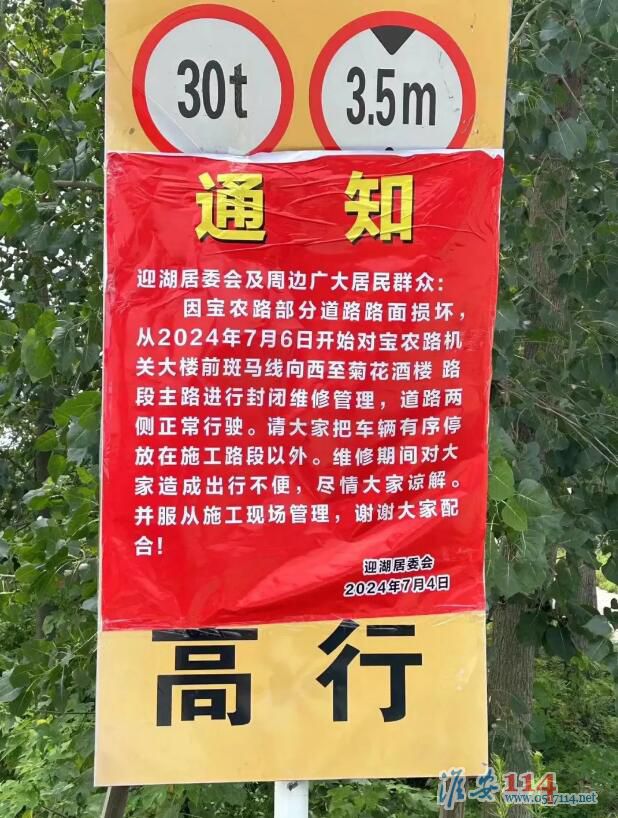 30t 3.5m
通知
迎湖居委会及周边广大居民群众：
因宝农路部分道路路面损坏，
从2024年7月6日开始对宝农路机
关大楼前斑马线向西至菊花酒楼 路
段主路进行封闭维修管理，道路两
侧正常行驶。请大家把车辆有序停
放在施工路段以外。维修期间对大
家造成出行不便，尽情大家谅解。
并服从施工现场管理，谢谢大家配
合！
迎湖居委会
2024年7月4日
高行
淮安114
www.0517114.net